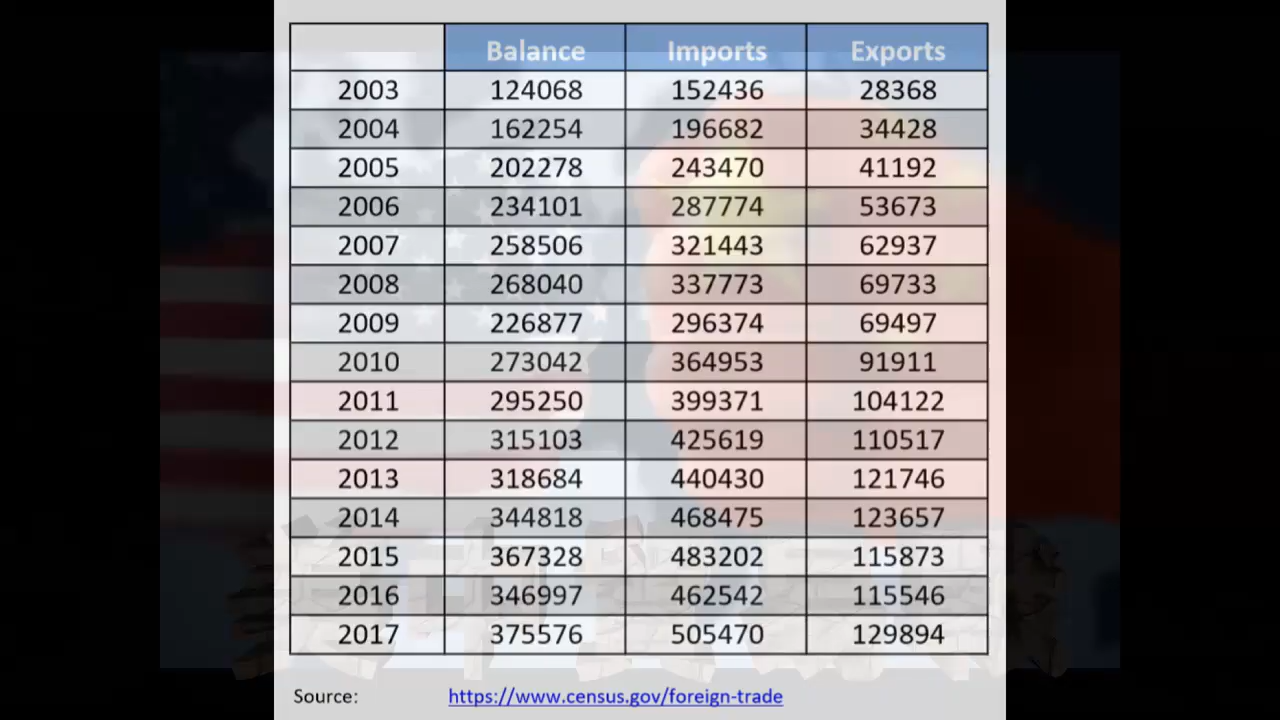 Balance Imports Exports
2003 124068 152436 28368
2004 162254 196682 34428
2005 202278 243470 41192
2006 234101 287774 53673
2007 258506 321443 62937
2008 268040 337773 69733
2009 226877 296374 69497
2010 273042 364953 91911
2011 295250 399371 104122
2012 315103 425619 110517
2013 318684 440430 121746
2014 344818 468475 123657
2015 367328 483202 115873
2016 346997 462542 115546
2017 375576 505470 129894
Source: https://www.census.gov/foreign-trade